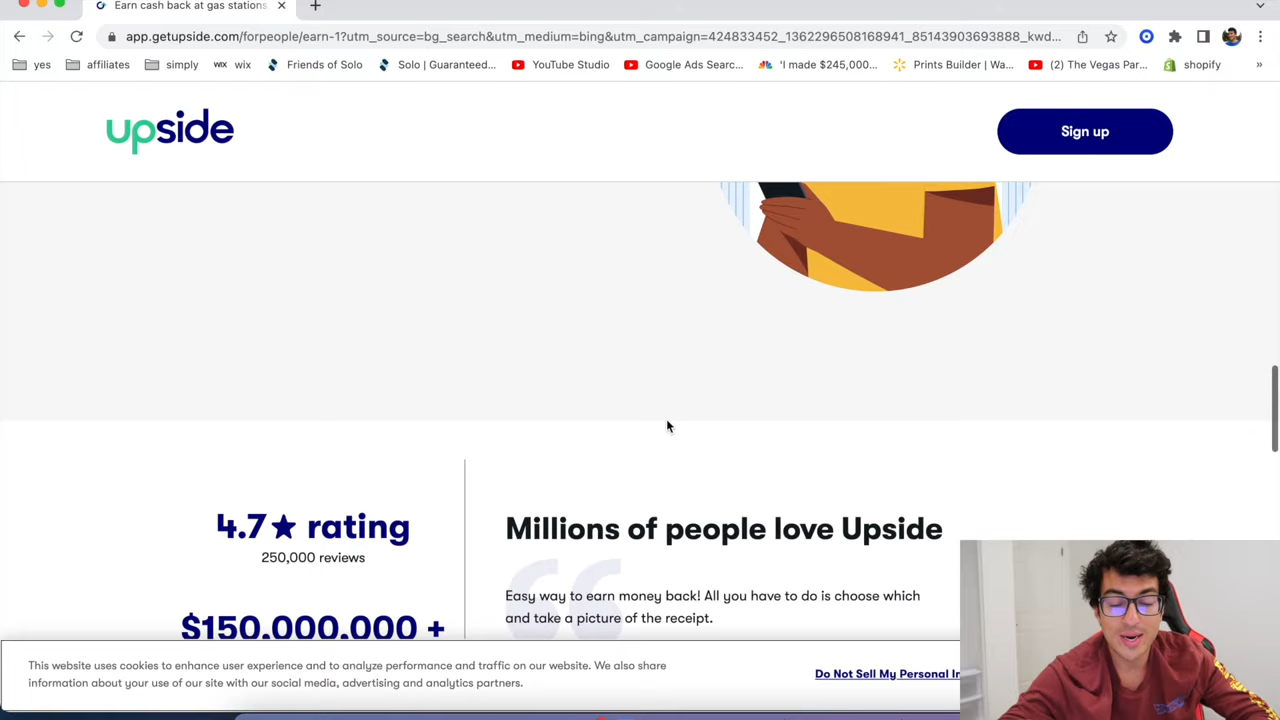 Earn cash back at gas stations,
app.getupside.com/forpeople/earn-1?utm_source=bg_search&utm_medium=bing&utm_campaign=424833452_1362296508168941_85143903693888_kwd...
yes
affiliates
simply
WIX wix
Friends of Solo
Solo | Guaranteed...
YouTube Studio
Google Ads Searc...
'I made $245,000...
Prints Builder | Wa...
(2) The Vegas Par...
shopify
»
upside
Sign up
4.7★ rating
250,000 reviews
$150,000,000 +
Millions of people love Upside
Easy way to earn money back! All you have to do is choose which
and take a picture of the receipt.
This website uses cookies to enhance user experience and to analyze performance and traffic on our website. We also share
information about your use of our site with our social media, advertising and analytics partners.
Do Not Sell My Personal In